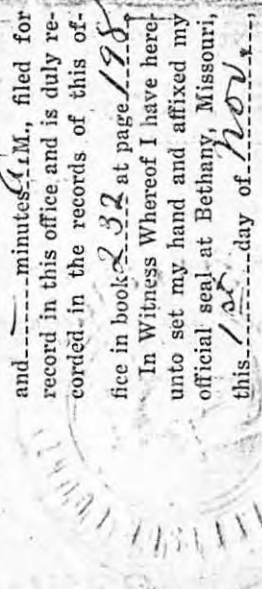 and — minutes a.M., filed for
record in this office and is duly re-
corded in the records of this of-
fice in book 232 at page 198
In Witness Whereof I have here-
unto set my hand and affixed my
official seal at Bethany, Missouri,
this 1st day of Nov.,